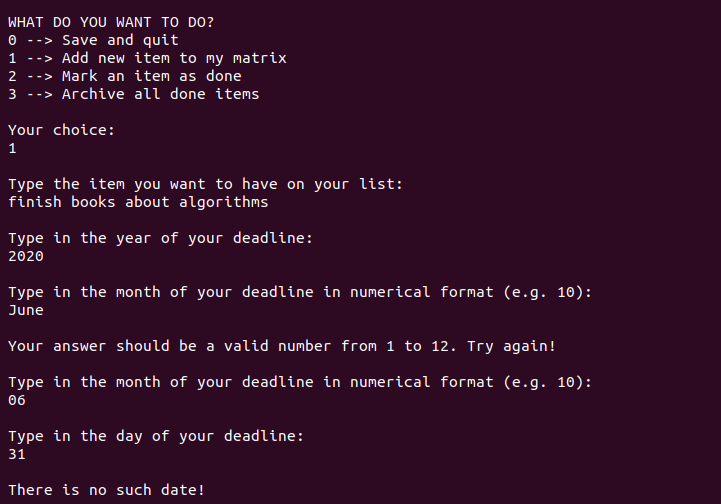 WHAT DO YOU WANT TO DO?
0 --> Save and quit
1 --> Add new item to my matrix
2 --> Mark an item as done
3 --> Archive all done items
Your choice:
1
Type the item you want to have on your list:
finish books about algorithms
Type in the year of your deadline:
2020
Type in the month of your deadline in numerical format (e.g. 10):
June
Your answer should be a valid number from 1 to 12. Try again!
Type in the month of your deadline in numerical format (e.g. 10):
06
Type in the day of your deadline:
31
There is no such date!